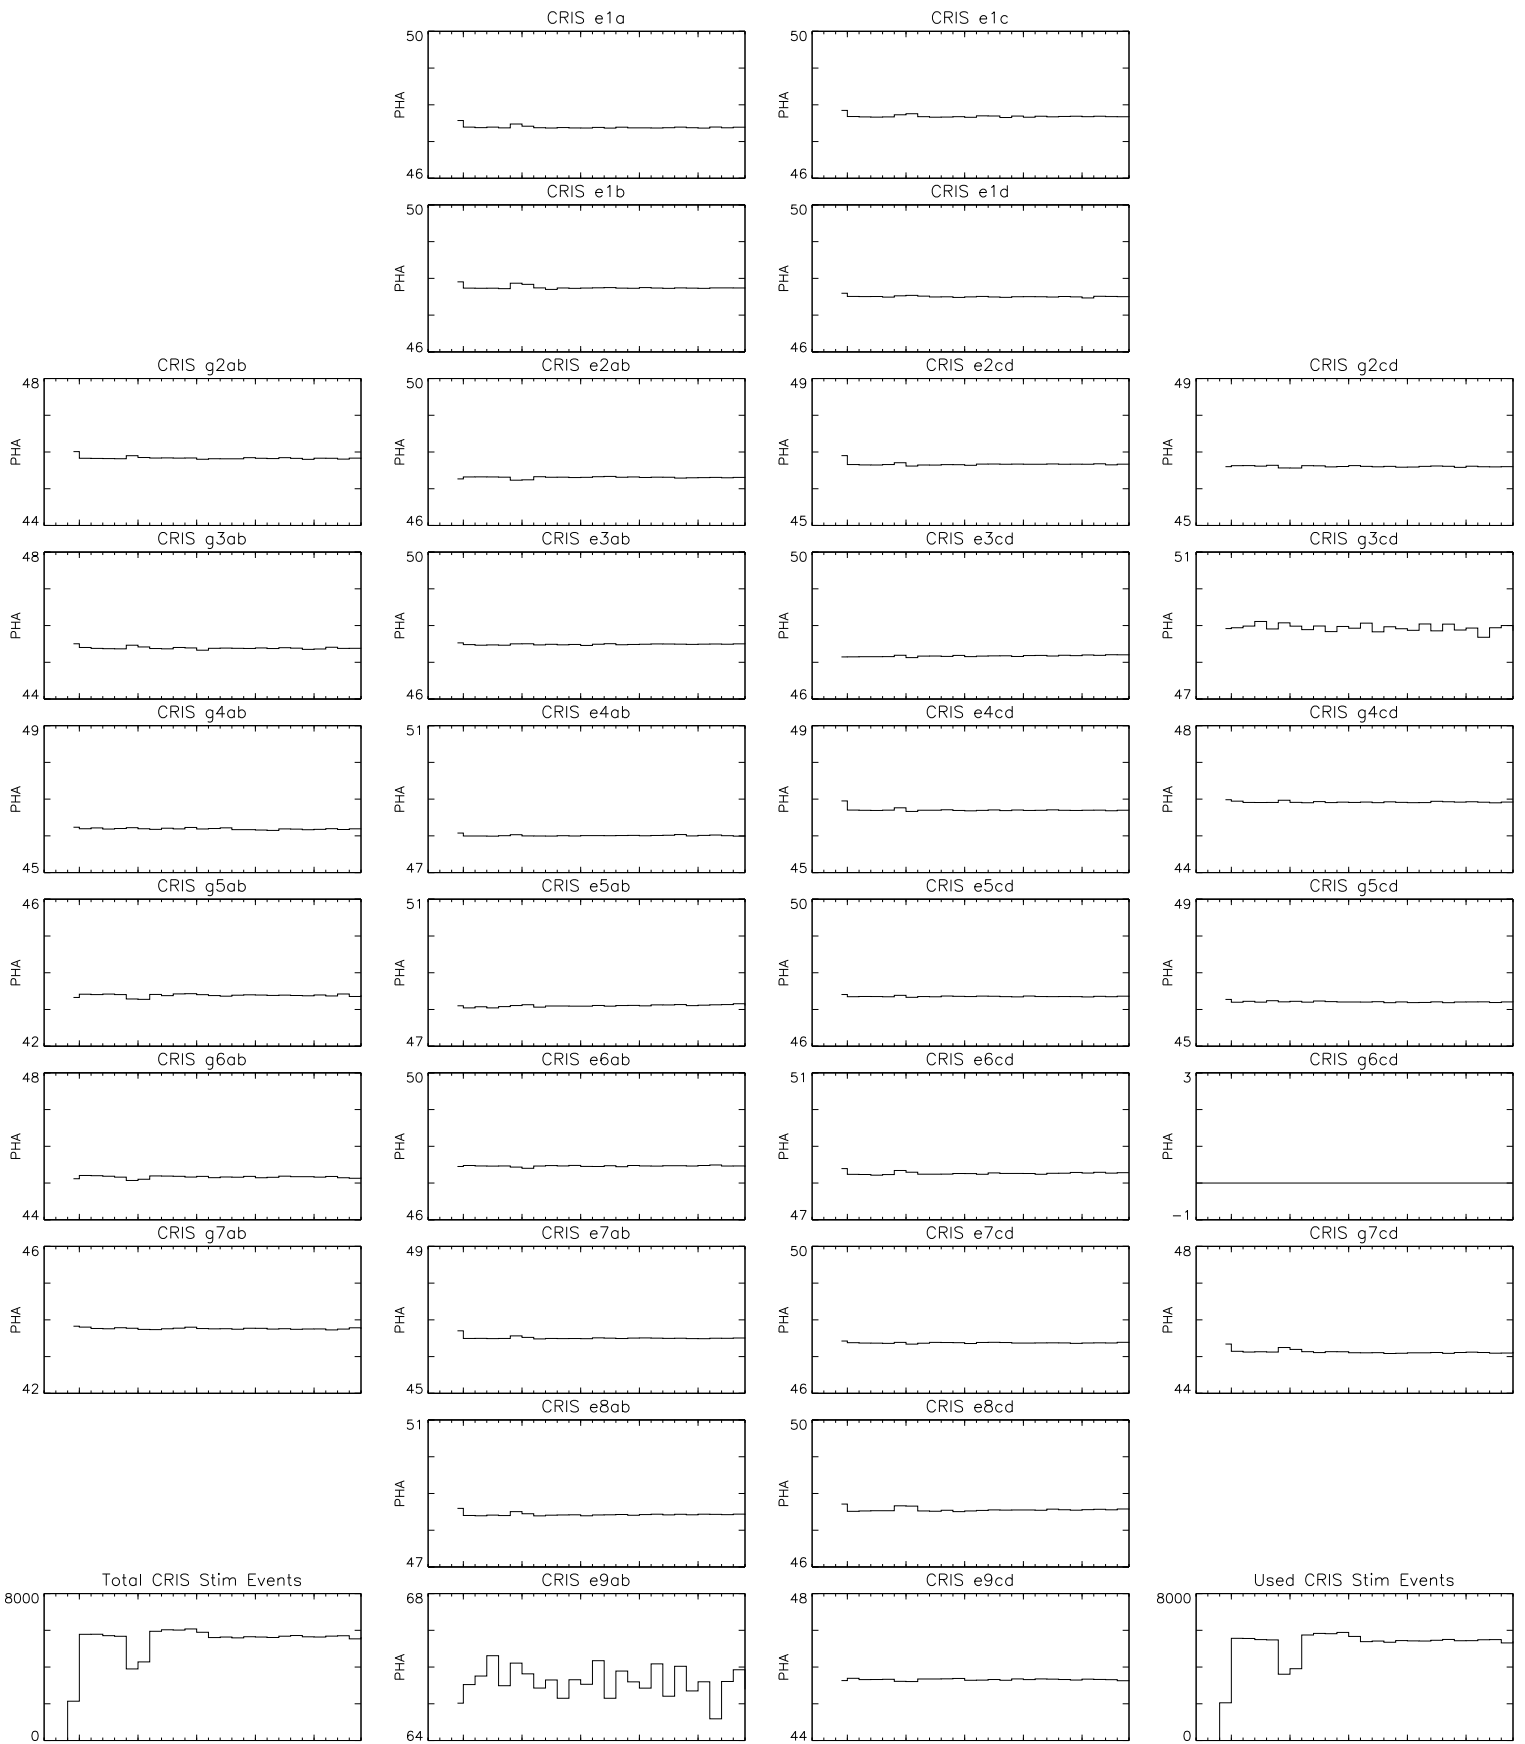 CRIS e1a
CRIS e1c
50
PHA
46
50
PHA
46
CRIS e1b
CRIS e1d
50
PHA
46
50
PHA
46
CRIS g2ab
CRIS e2ab
CRIS e2cd
CRIS g2cd
48
PHA
44
50
PHA
46
49
PHA
45
49
PHA
45
CRIS g3ab
CRIS e3ab
CRIS e3cd
CRIS g3cd
48
PHA
44
50
PHA
46
50
PHA
46
51
PHA
47
CRIS g4ab
CRIS e4ab
CRIS e4cd
CRIS g4cd
49
PHA
45
51
PHA
47
49
PHA
45
48
PHA
44
CRIS g5ab
CRIS e5ab
CRIS e5cd
CRIS g5cd
46
PHA
42
51
PHA
47
50
PHA
46
49
PHA
45
CRIS g6ab
CRIS e6ab
CRIS e6cd
CRIS g6cd
48
PHA
44
50
PHA
46
51
PHA
47
3
PHA
-1
CRIS g7ab
CRIS e7ab
CRIS e7cd
CRIS g7cd
46
PHA
42
49
PHA
45
50
PHA
46
48
PHA
44
CRIS e8ab
CRIS e8cd
51
PHA
47
50
PHA
46
Total CRIS Stim Events
CRIS e9ab
CRIS e9cd
Used CRIS Stim Events
8000
0
68
PHA
64
48
PHA
44
8000
0